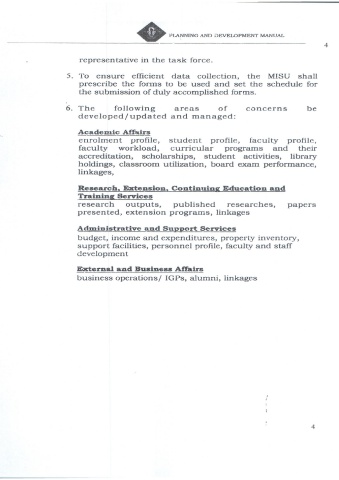 PLANNING AND DEVELOPMENT MANUAL
4
representative in the task force.
5. To ensure efficient data collection, the MISU shall
prescribe the forms to be used and set the schedule for
the submission of duly accomplished forms.
6. The following areas of concerns be
developed/updated and managed:
Academic Affairs
enrolment profile, student profile, faculty profile,
faculty workload, curricular programs and their
accreditation, scholarships, student activities, library
holdings, classroom utilization, board exam performance,
linkages,
Research, Extension, Continuing Education and
Training Services
research outputs, published researches, papers
presented, extension programs, linkages
Administrative and Support Services
budget, income and expenditures, property inventory,
support facilities, personnel profile, faculty and staff
development
External and Business Affairs
business operations/ IGPs, alumni, linkages
4